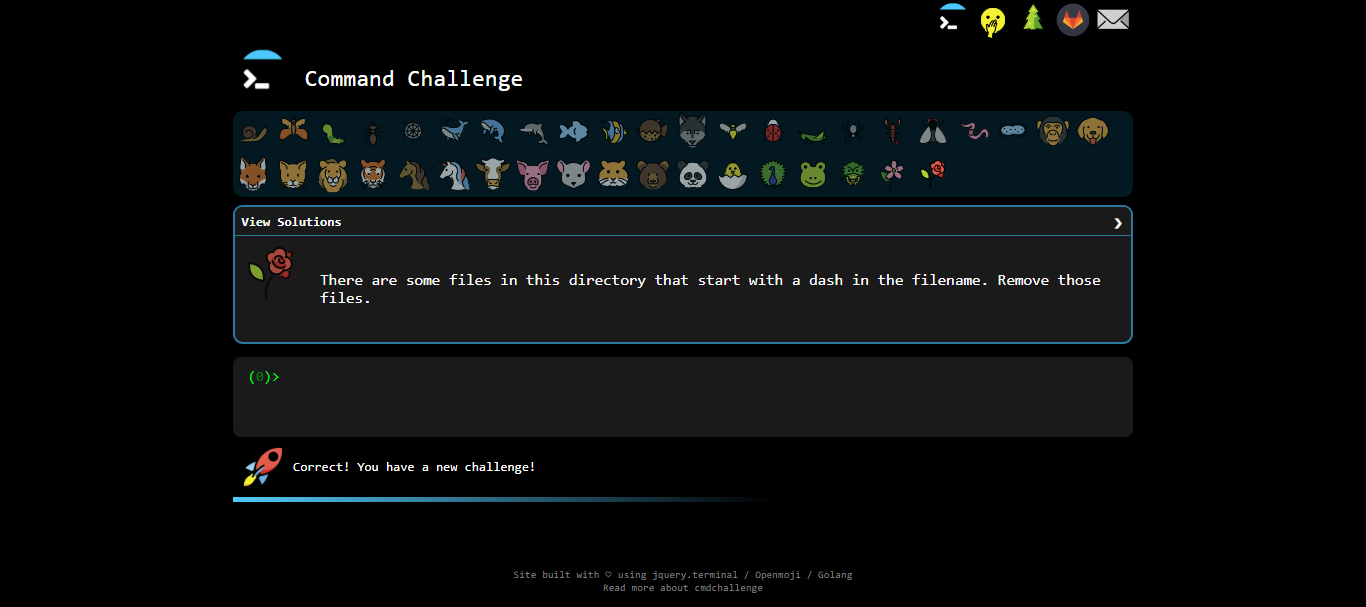 Command Challenge
View Solutions
There are some files in this directory that start with a dash in the filename. Remove those
files.
(0)>
Correct! You have a new challenge!
Site built with ♡ using jquery.terminal / Openmoji / Golang
Read more about cmdchallenge